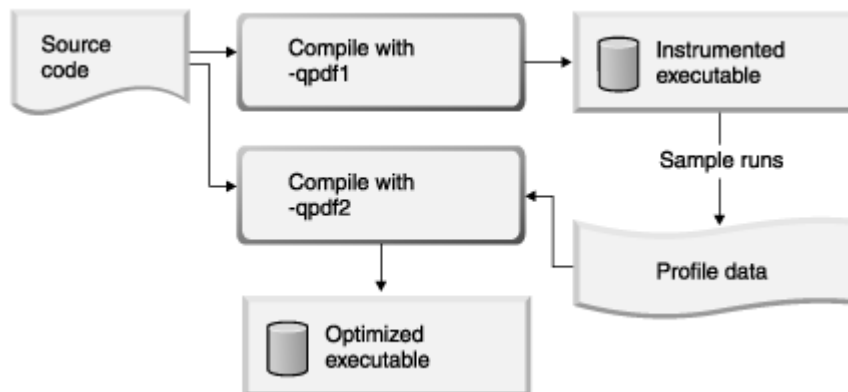 Source
code
Compile with
-qpdf1
Instrumented
executable
Sample runs
Compile with
-qpdf2
Profile data
Optimized
executable